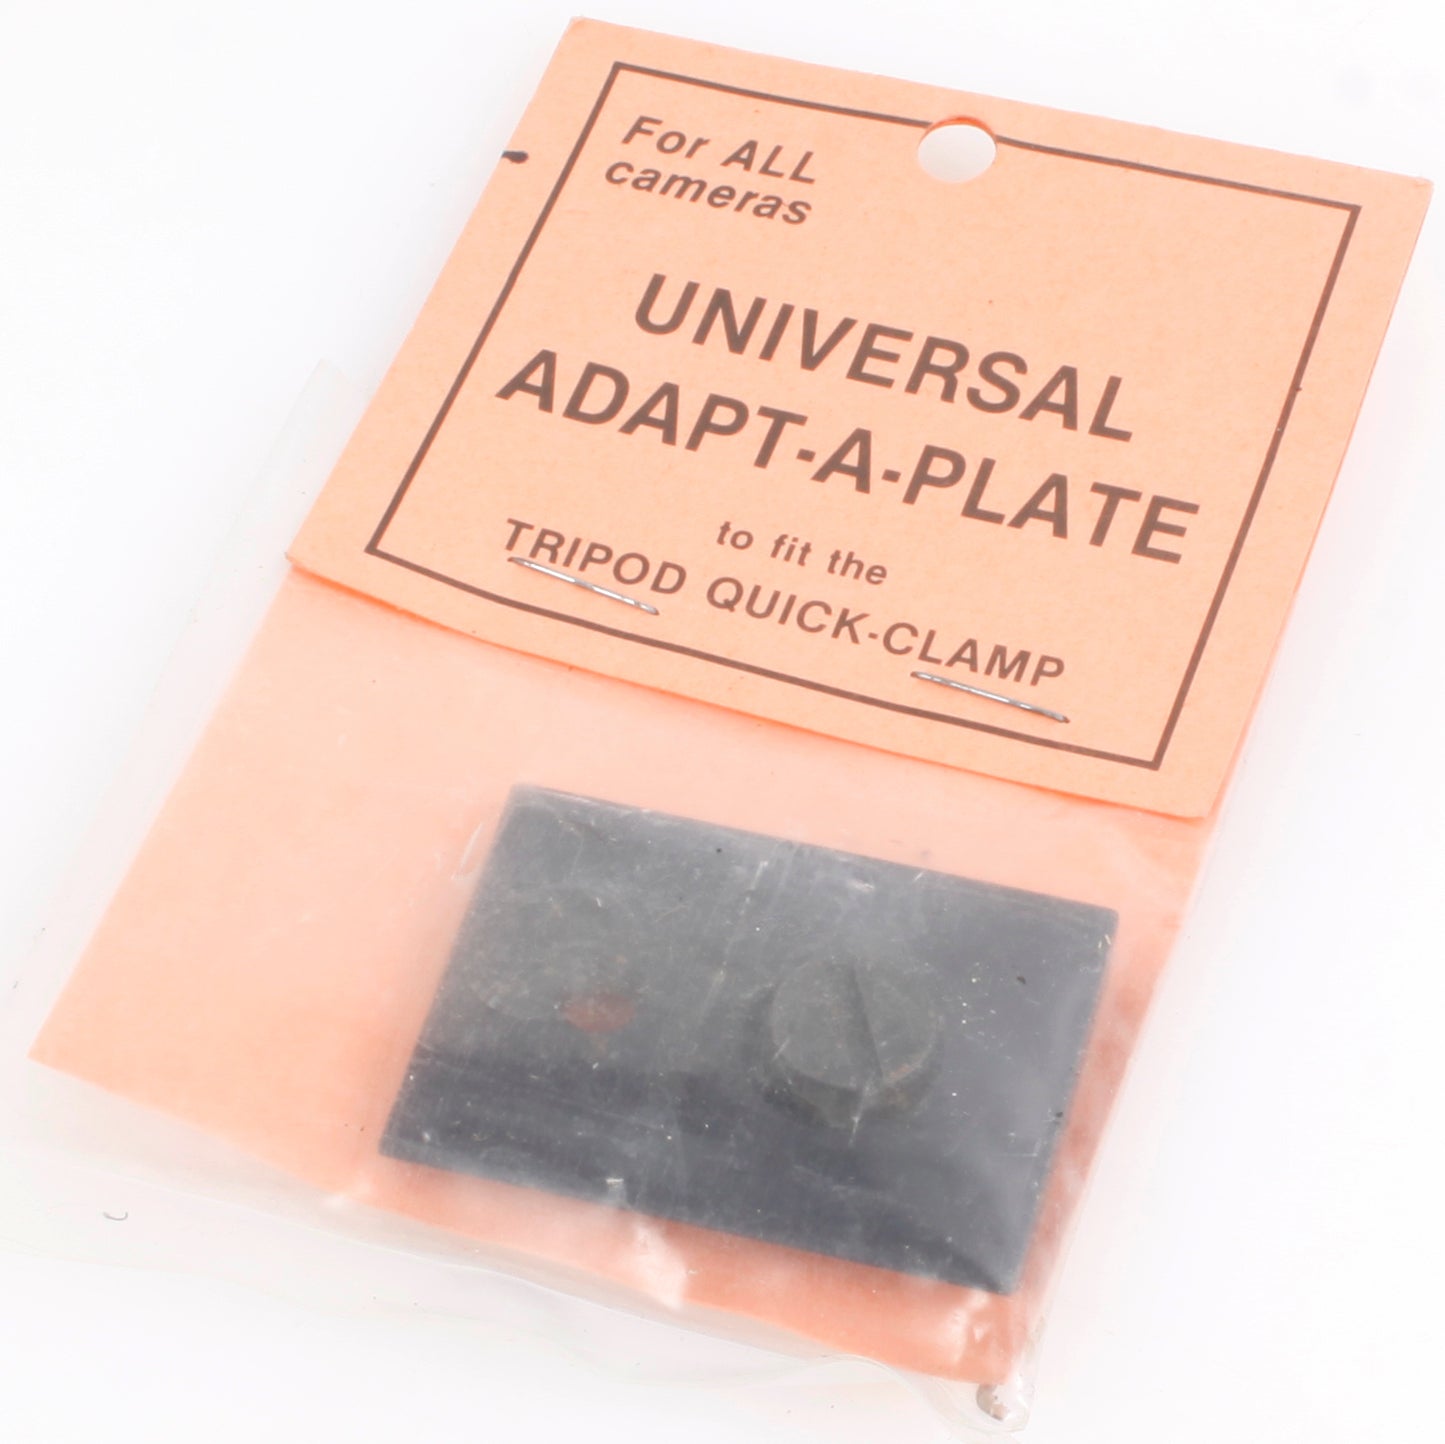 For ALL
cameras
UNIVERSAL
ADAPT-A-PLATE
to fit the
TRIPOD QUICK-CLAMP